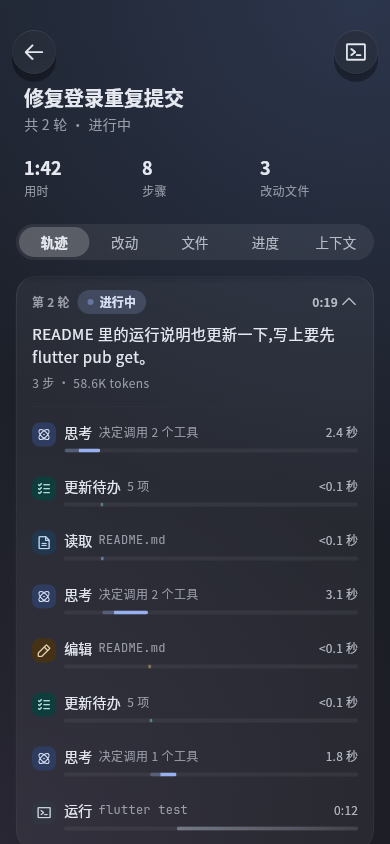 修复登录重复提交
共 2 轮 · 进行中
1:42
8
3
用时
步骤
改动文件
轨迹
改动
文件
进度
上下文
第 2 轮
进行中
0:19
README 里的运行说明也更新一下,写上要先
flutter pub get。
3 步 · 58.6K tokens
思考 决定调用 2 个工具 2.4 秒
更新待办 5 项 <0.1 秒
读取 README.md <0.1 秒
思考 决定调用 2 个工具 3.1 秒
编辑 README.md <0.1 秒
更新待办 5 项 <0.1 秒
思考 决定调用 1 个工具 1.8 秒
运行 flutter test 0:12